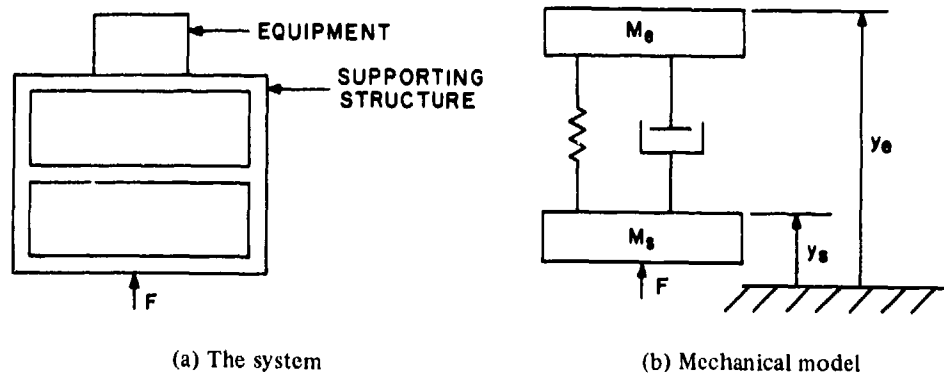 EQUIPMENT
SUPPORTING
STRUCTURE
F
(a) The system
Me
Ms
F
ye
ys
(b) Mechanical model